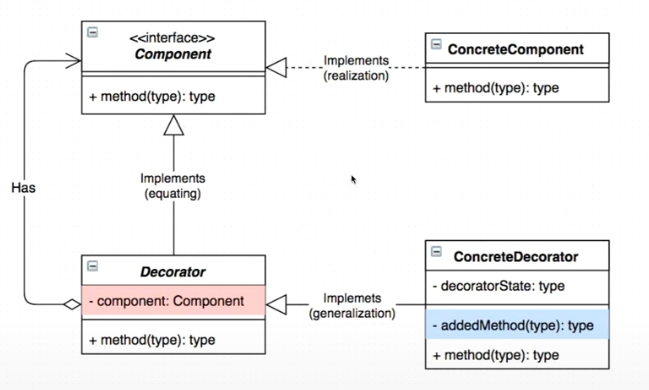 <<interface>>
Component
+ method(type): type
Implements
(realization)
ConcreteComponent
+ method(type): type
Has
Implements
(equating)
Decorator
- component: Component
+ method(type): type
Implemets
(generalization)
ConcreteDecorator
- decoratorState: type
- addedMethod(type): type
+ method(type): type